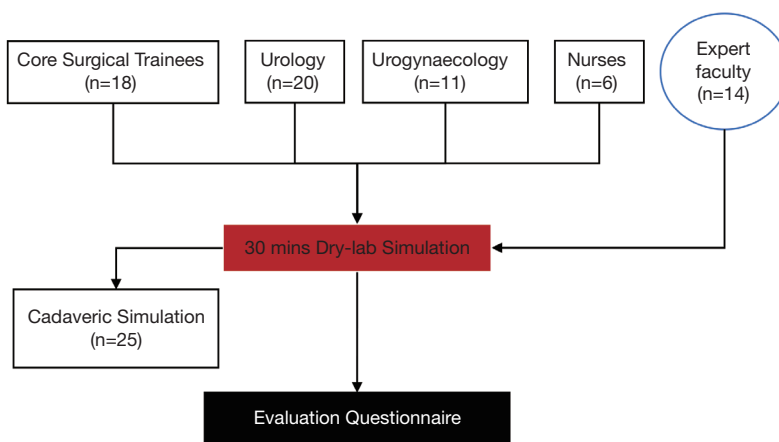 Core Surgical Trainees
(n=18)
Urology
(n=20)
Urogynaecology
(n=11)
Nurses
(n=6)
Expert
faculty
(n=14)
30 mins Dry-lab Simulation
Cadaveric Simulation
(n=25)
Evaluation Questionnaire